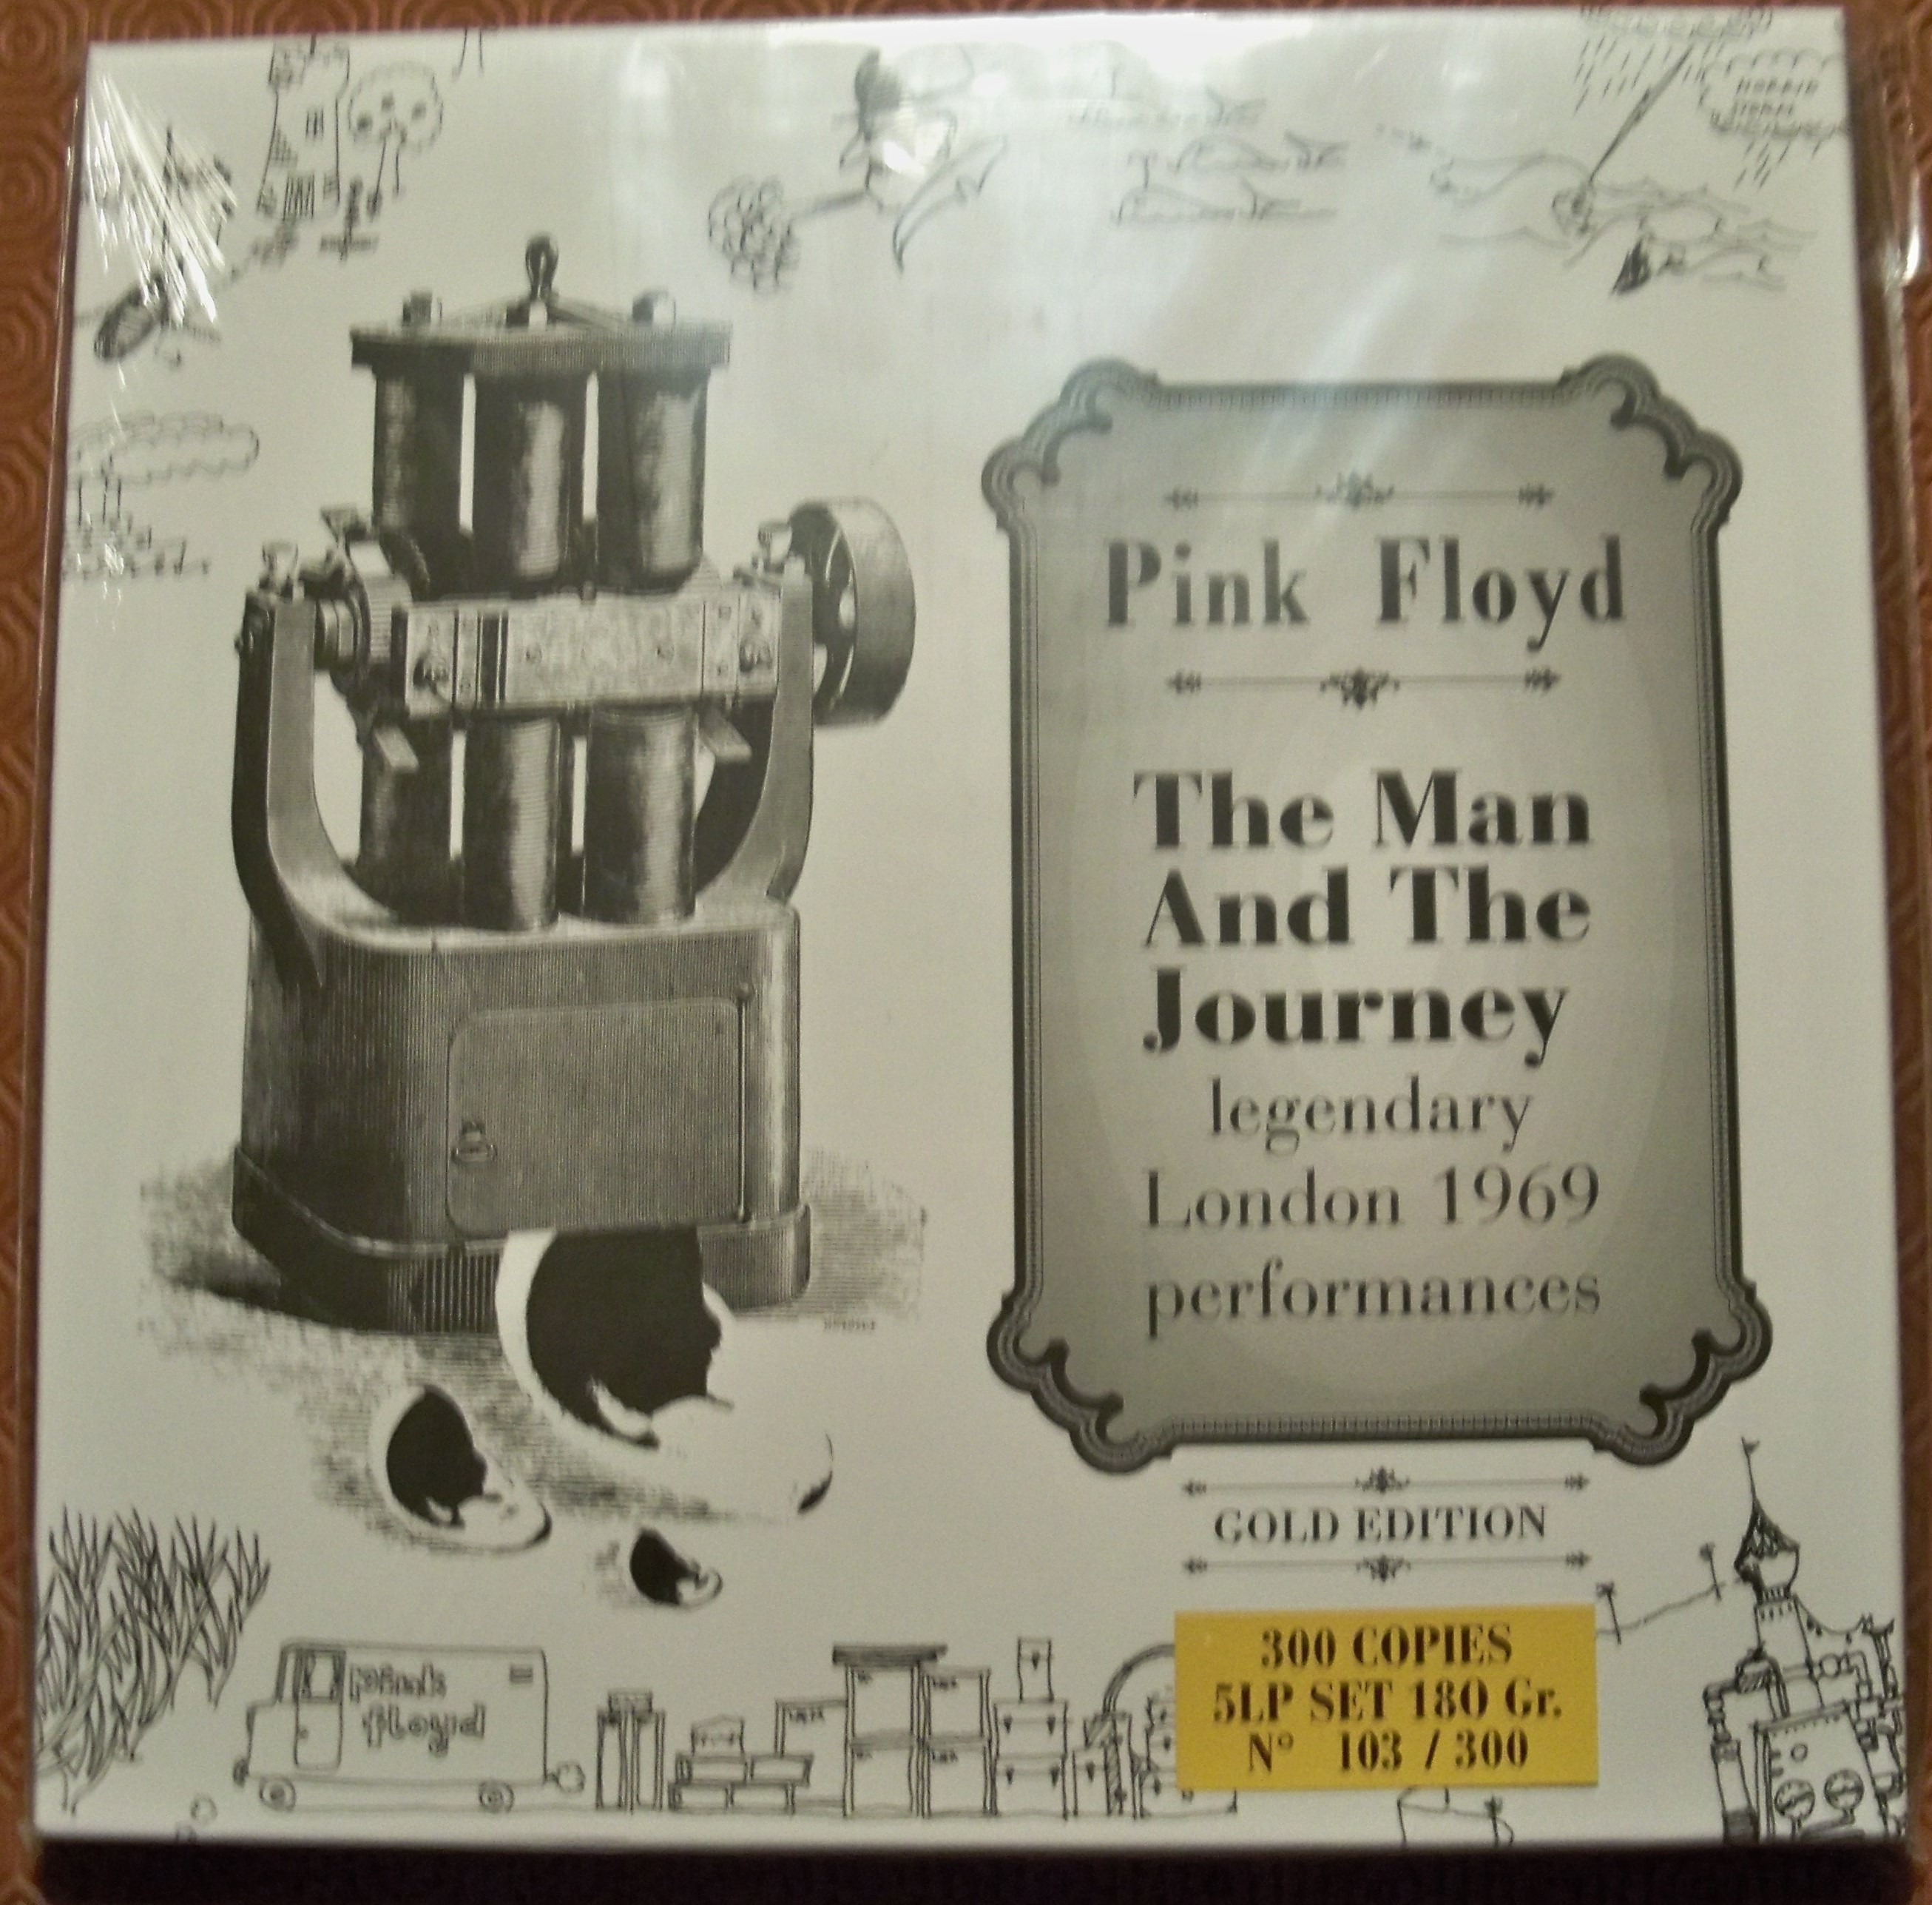 Pink Floyd
The Man
And The
Journey
legendary
London 1969
performances
GOLD EDITION
300 COPIES
5LP SET 180 Gr.
N° 103 / 300
Pink
floyd